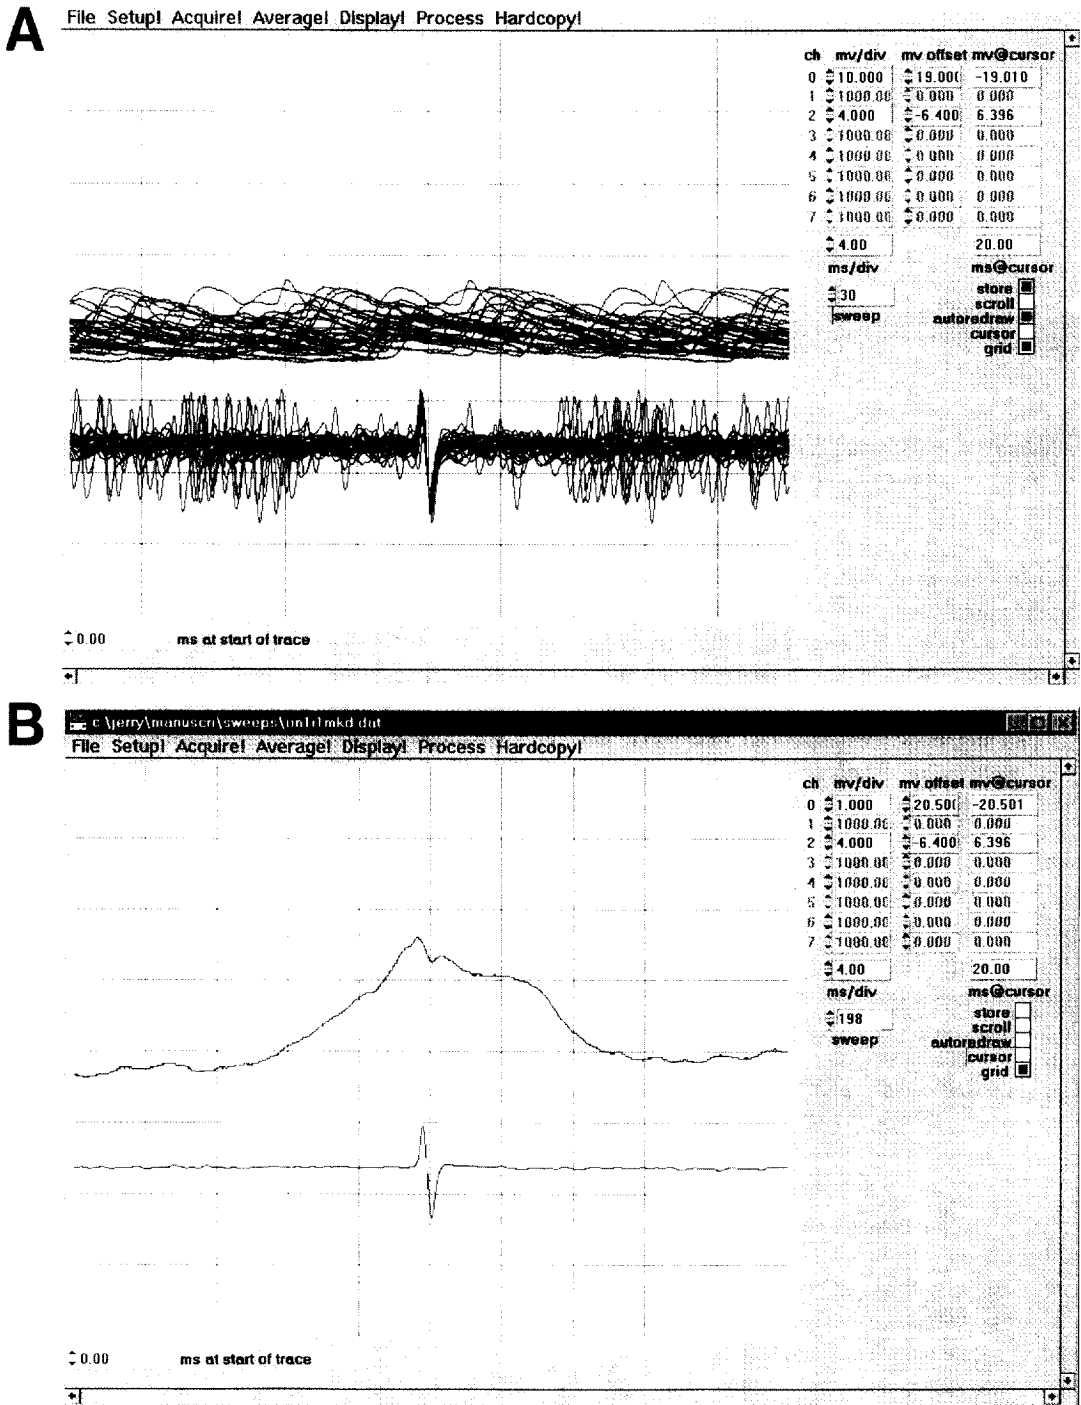 A
File Setup! Acquire! Average! Display! Process Hardcopy!
ch mv/div mv offset mv@cursor
0 10.000 19.00( -19.010
1 1000.00 0.000 0.000
2 4.000 -6.400 6.396
3 1000.00 0.000 0.000
4 1000.00 0.000 0.000
5 1000.00 0.000 0.000
6 1000.00 0.000 0.000
7 1000.00 0.000 0.000
4.00 20.00
ms/div ms@cursor
30
sweep
store
scroll
autoredraw
cursor
grid
0.00 ms at start of trace
B
c:\jerry\manuscri\sweeps\un1r1mkd.dat
File Setup! Acquire! Average! Display! Process Hardcopy!
ch mv/div mv offset mv@cursor
0 1.000 20.50( -20.501
1 1000.00 0.000 0.000
2 4.000 -6.400 6.396
3 1000.00 0.000 0.000
4 1000.00 0.000 0.000
5 1000.00 0.000 0.000
6 1000.00 0.000 0.000
7 1000.00 0.000 0.000
4.00 20.00
ms/div ms@cursor
198
sweep
store
scroll
autoredraw
cursor
grid
0.00 ms at start of trace